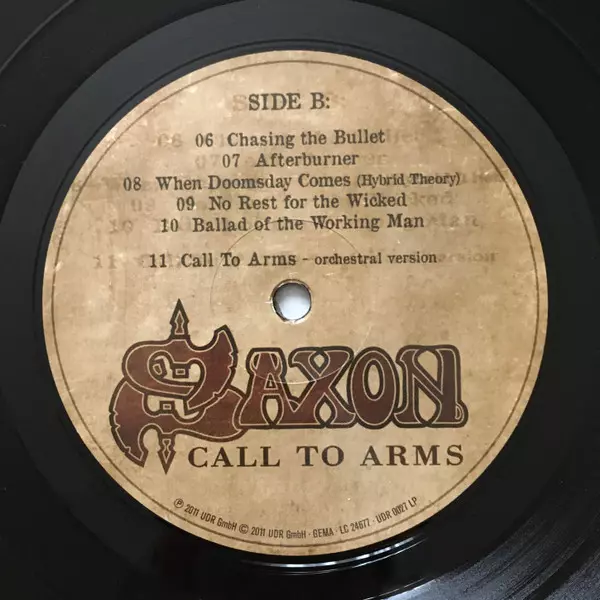 SIDE B:
06 Chasing the Bullet
07 Afterburner
08 When Doomsday Comes (Hybrid Theory)
09 No Rest for the Wicked
10 Ballad of the Working Man
11 Call To Arms - orchestral version
SAXON
CALL TO ARMS
℗ 2011 UDR GmbH © 2011 UDR GmbH · GEMA · LC 24677 · UDR 0027 LP